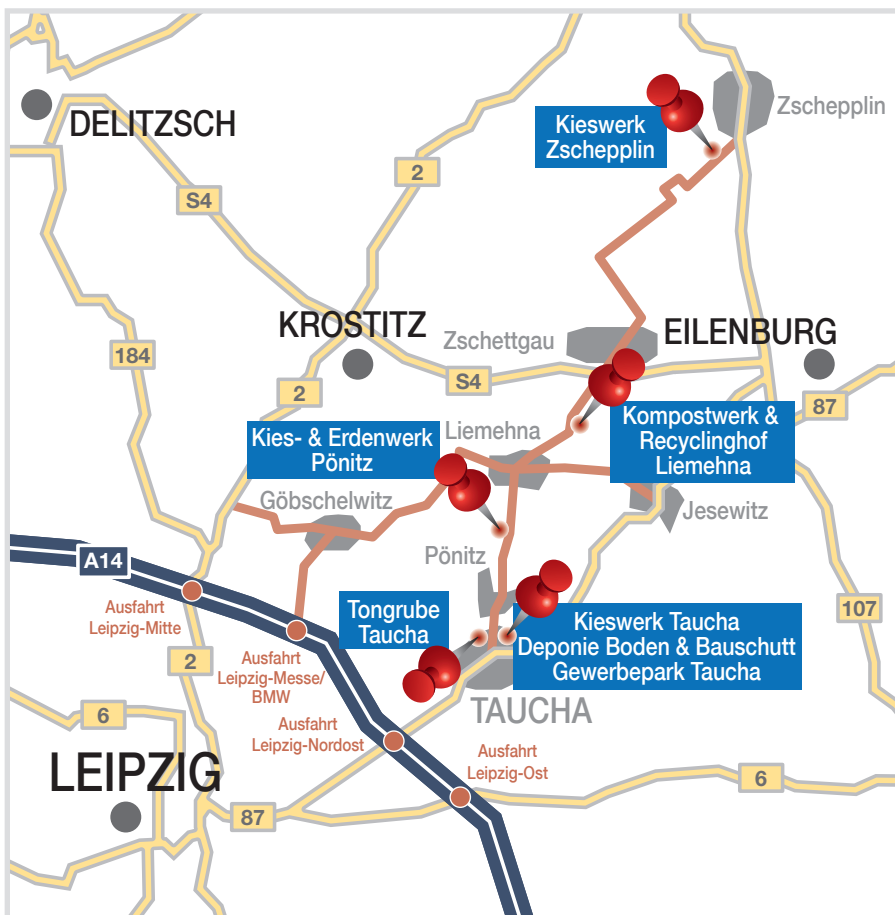 DELITZSCH
Zschepplin
Kieswerk
Zschepplin
2
S4
KROSTITZ
Zschettgau
EILENBURG
184
S4
2
87
Kies- & Erdenwerk
Pönitz
Liemehna
Kompostwerk &
Recyclinghof
Liemehna
Göbschelwitz
Jesewitz
A14
Pönitz
Ausfahrt
Leipzig-Mitte
Tongrube
Taucha
Kieswerk Taucha
Deponie Boden & Bauschutt
Gewerbepark Taucha
107
2
Ausfahrt
Leipzig-Messe/
BMW
TAUCHA
6
Ausfahrt
Leipzig-Nordost
Ausfahrt
Leipzig-Ost
LEIPZIG
6
87